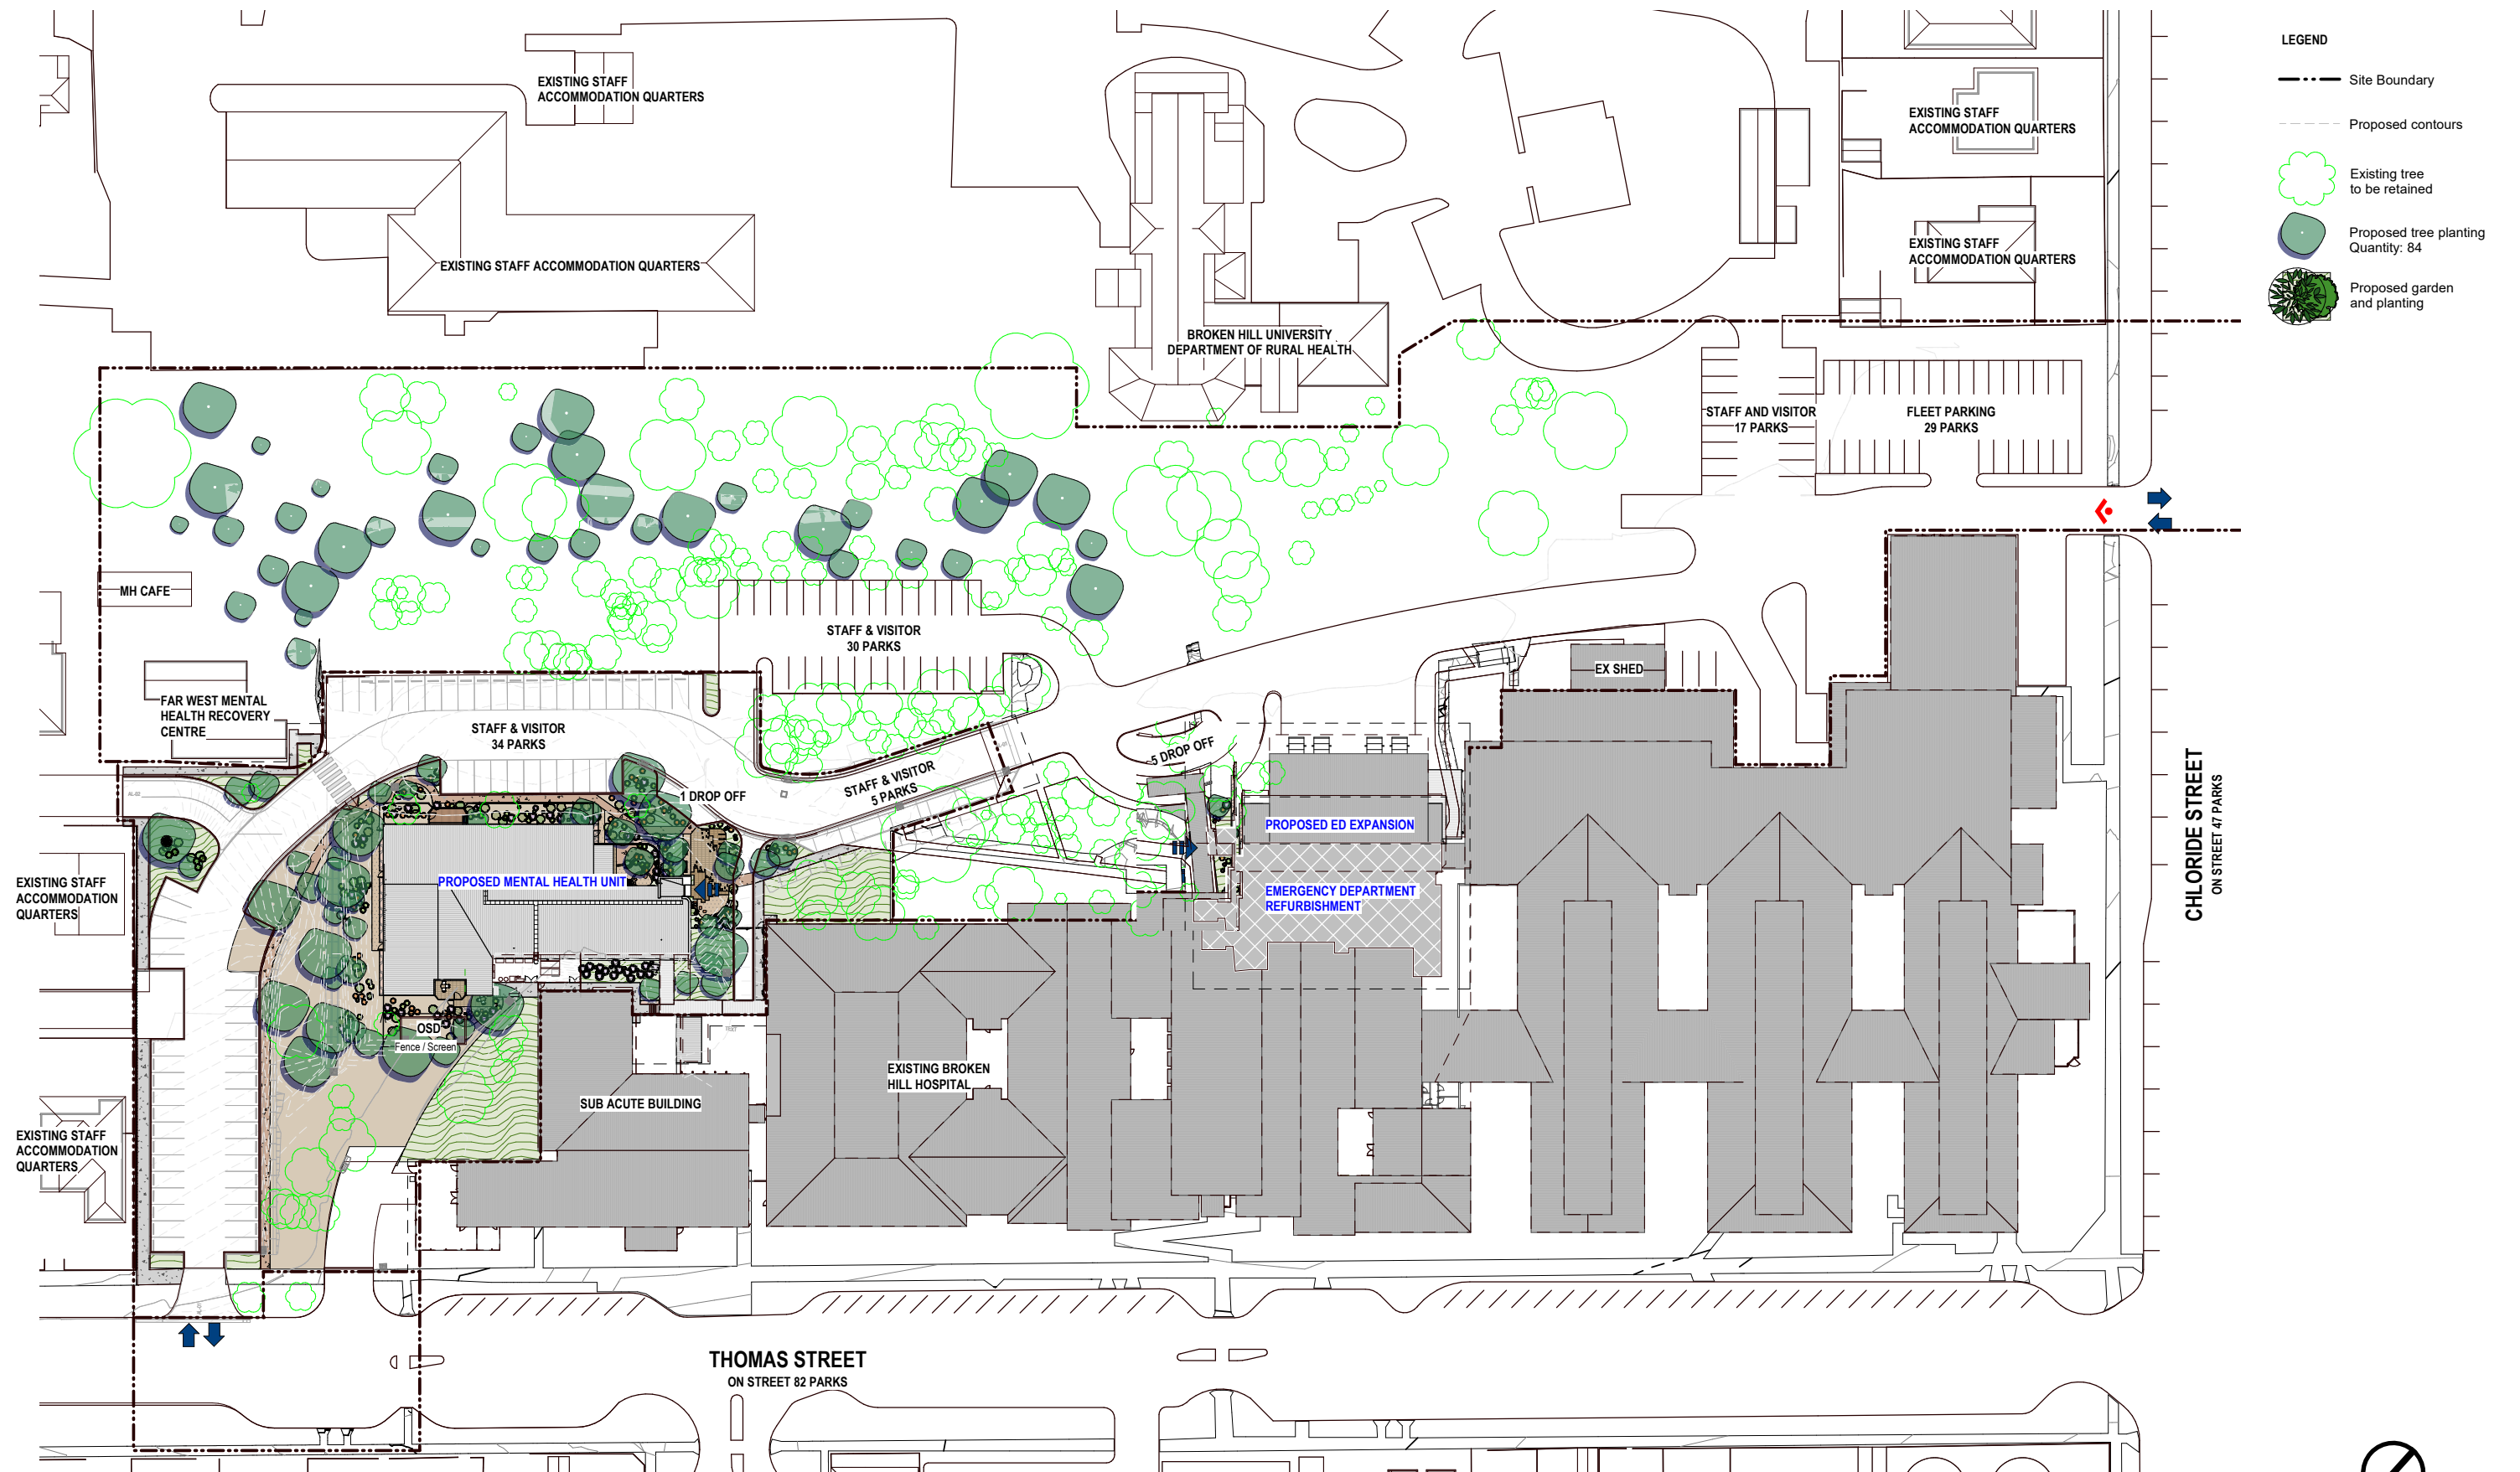 EXISTING STAFF
ACCOMMODATION QUARTERS
EXISTING STAFF ACCOMMODATION QUARTERS
BROKEN HILL UNIVERSITY
DEPARTMENT OF RURAL HEALTH
EXISTING STAFF
ACCOMMODATION QUARTERS
EXISTING STAFF
ACCOMMODATION QUARTERS
LEGEND
Site Boundary
Proposed contours
Existing tree
to be retained
Proposed tree planting
Quantity: 84
Proposed garden
and planting
STAFF AND VISITOR
17 PARKS
FLEET PARKING
29 PARKS
MH CAFE
STAFF & VISITOR
30 PARKS
EX SHED
FAR WEST MENTAL
HEALTH RECOVERY
CENTRE
STAFF & VISITOR
34 PARKS
1 DROP OFF
STAFF & VISITOR
5 PARKS
5 DROP OFF
PROPOSED ED EXPANSION
EMERGENCY DEPARTMENT
REFURBISHMENT
PROPOSED MENTAL HEALTH UNIT
EXISTING STAFF
ACCOMMODATION
QUARTERS
OSD
Fence / Screen
EXISTING BROKEN
HILL HOSPITAL
SUB ACUTE BUILDING
EXISTING STAFF
ACCOMMODATION
QUARTERS
CHLORIDE STREET
ON STREET 47 PARKS
THOMAS STREET
ON STREET 82 PARKS